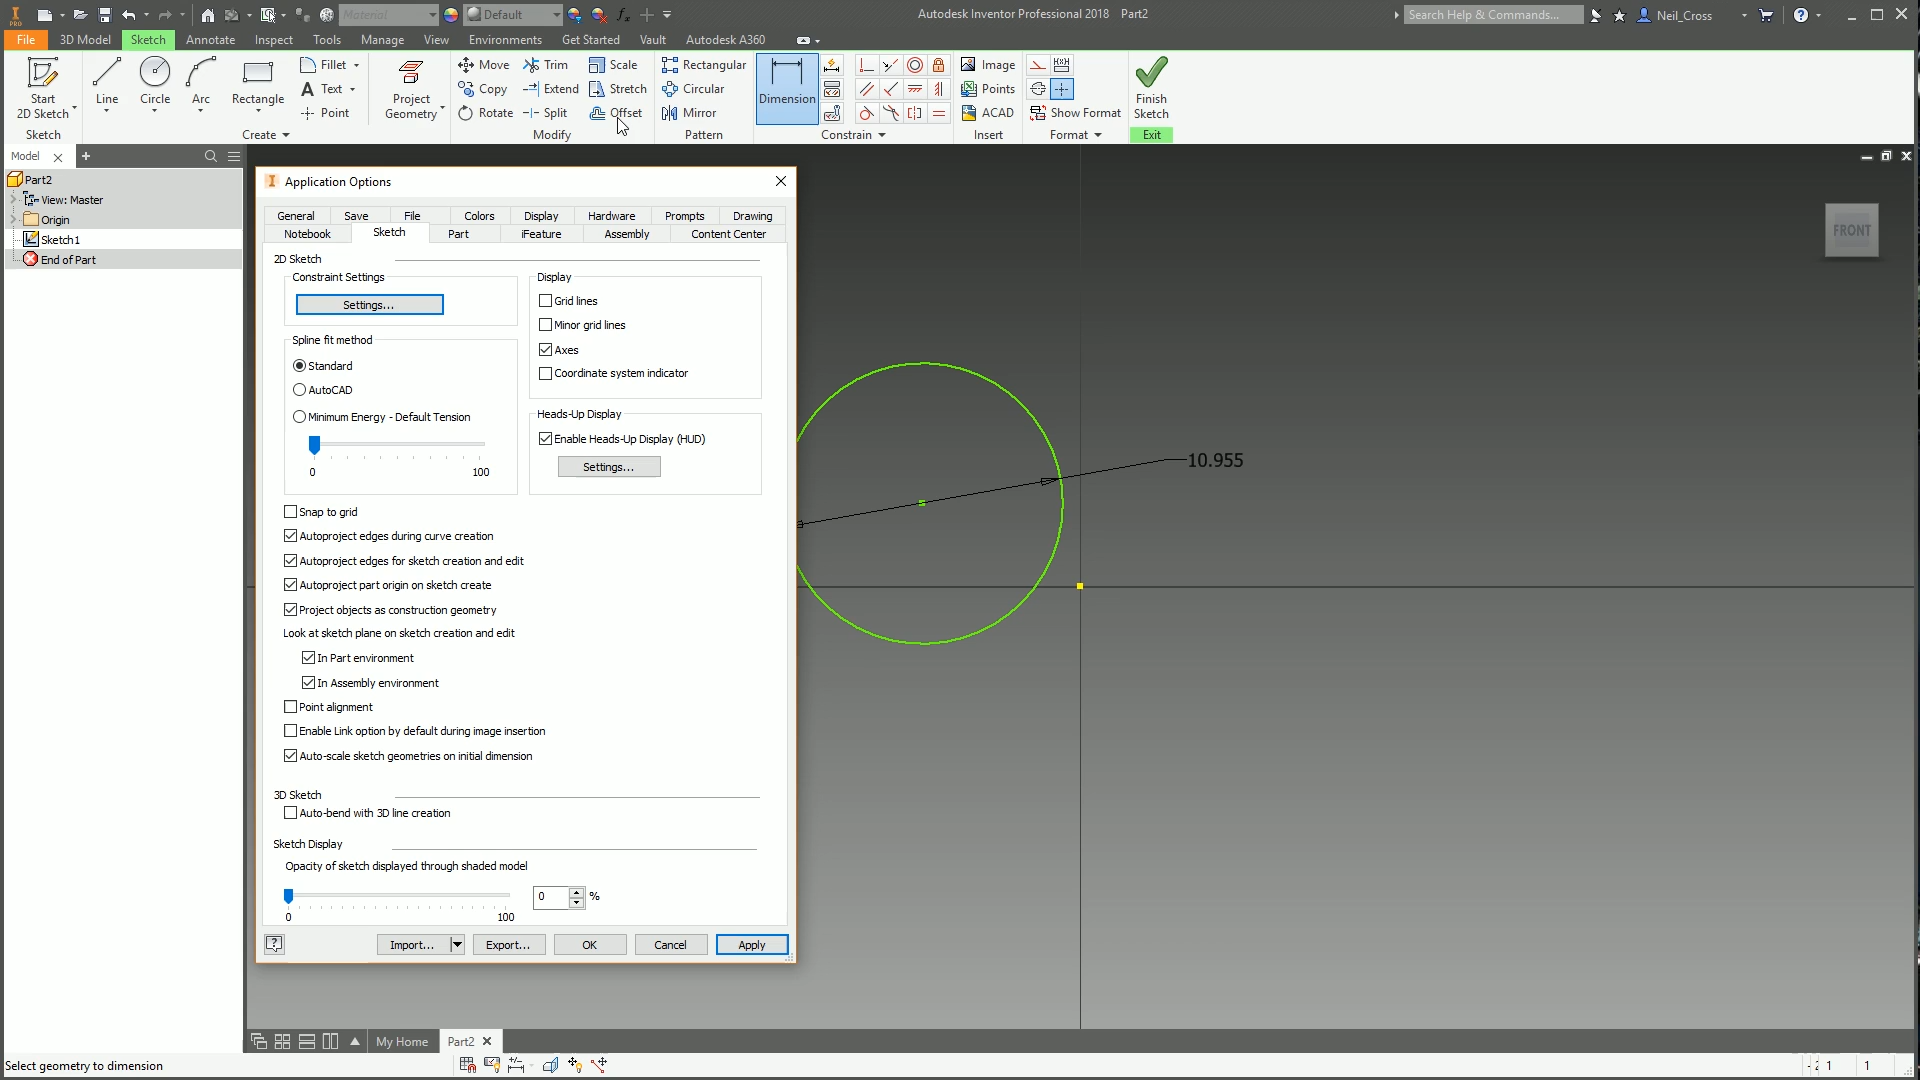 Material
Default
Autodesk Inventor Professional 2018 Part2
Search Help & Commands...
Neil_Cross
File 3D Model Sketch Annotate Inspect Tools Manage View Environments Get Started Vault Autodesk A360
Start
2D Sketch
Line
Circle
Arc
Rectangle
Fillet
Text
Point
Project
Geometry
Move
Copy
Rotate
Trim
Extend
Split
Scale
Stretch
Offset
Rectangular
Circular
Mirror
Dimension
Image
Points
ACAD
Show Format
Finish
Sketch
Sketch Create Modify Pattern Constrain Insert Format Exit
Model
Part2
View: Master
Origin
Sketch1
End of Part
Application Options
General Save File Colors Display Hardware Prompts Drawing
Notebook Sketch Part iFeature Assembly Content Center
2D Sketch
Constraint Settings
Settings...
Spline fit method
Standard
AutoCAD
Minimum Energy - Default Tension
0 100
Display
Grid lines
Minor grid lines
Axes
Coordinate system indicator
Heads-Up Display
Enable Heads-Up Display (HUD)
Settings...
Snap to grid
Autoproject edges during curve creation
Autoproject edges for sketch creation and edit
Autoproject part origin on sketch create
Project objects as construction geometry
Look at sketch plane on sketch creation and edit
In Part environment
In Assembly environment
Point alignment
Enable Link option by default during image insertion
Auto-scale sketch geometries on initial dimension
3D Sketch
Auto-bend with 3D line creation
Sketch Display
Opacity of sketch displayed through shaded model
0 %
0 100
Import... Export... OK Cancel Apply
FRONT
10.955
My Home Part2
Select geometry to dimension
1 1